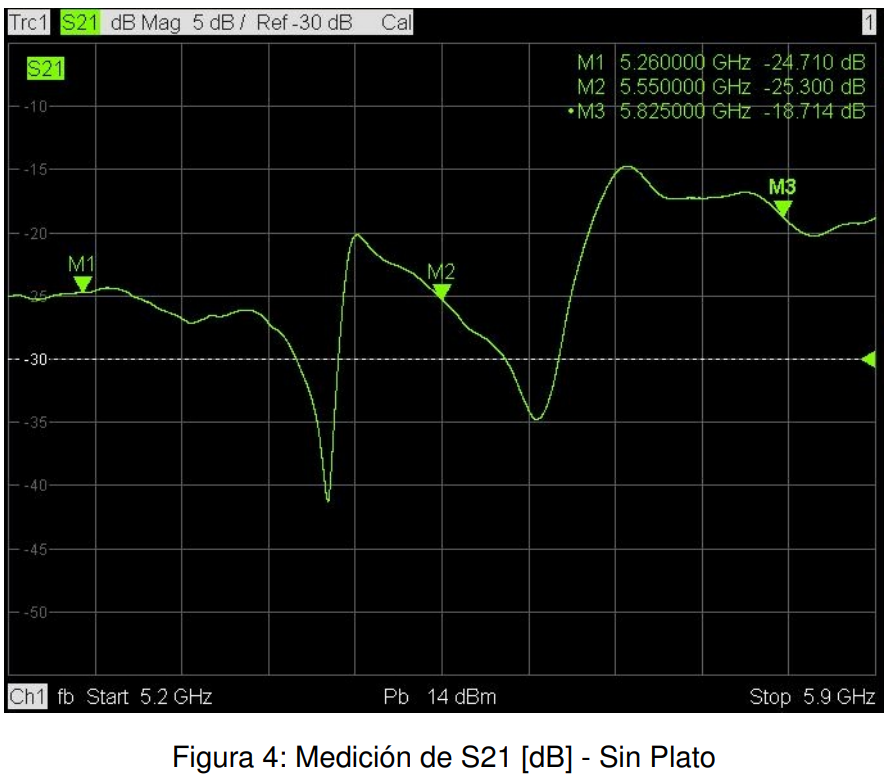 Trc1 S21 dB Mag 5 dB / Ref -30 dB Cal 1
S21
M1 5.260000 GHz -24.710 dB
M2 5.550000 GHz -25.300 dB
•M3 5.825000 GHz -18.714 dB
-10
-15
M3
-20
M1
M2
-25
-30
-35
-40
-45
-50
Ch1 fb Start 5.2 GHz Pb 14 dBm Stop 5.9 GHz
Figura 4: Medición de S21 [dB] - Sin Plato